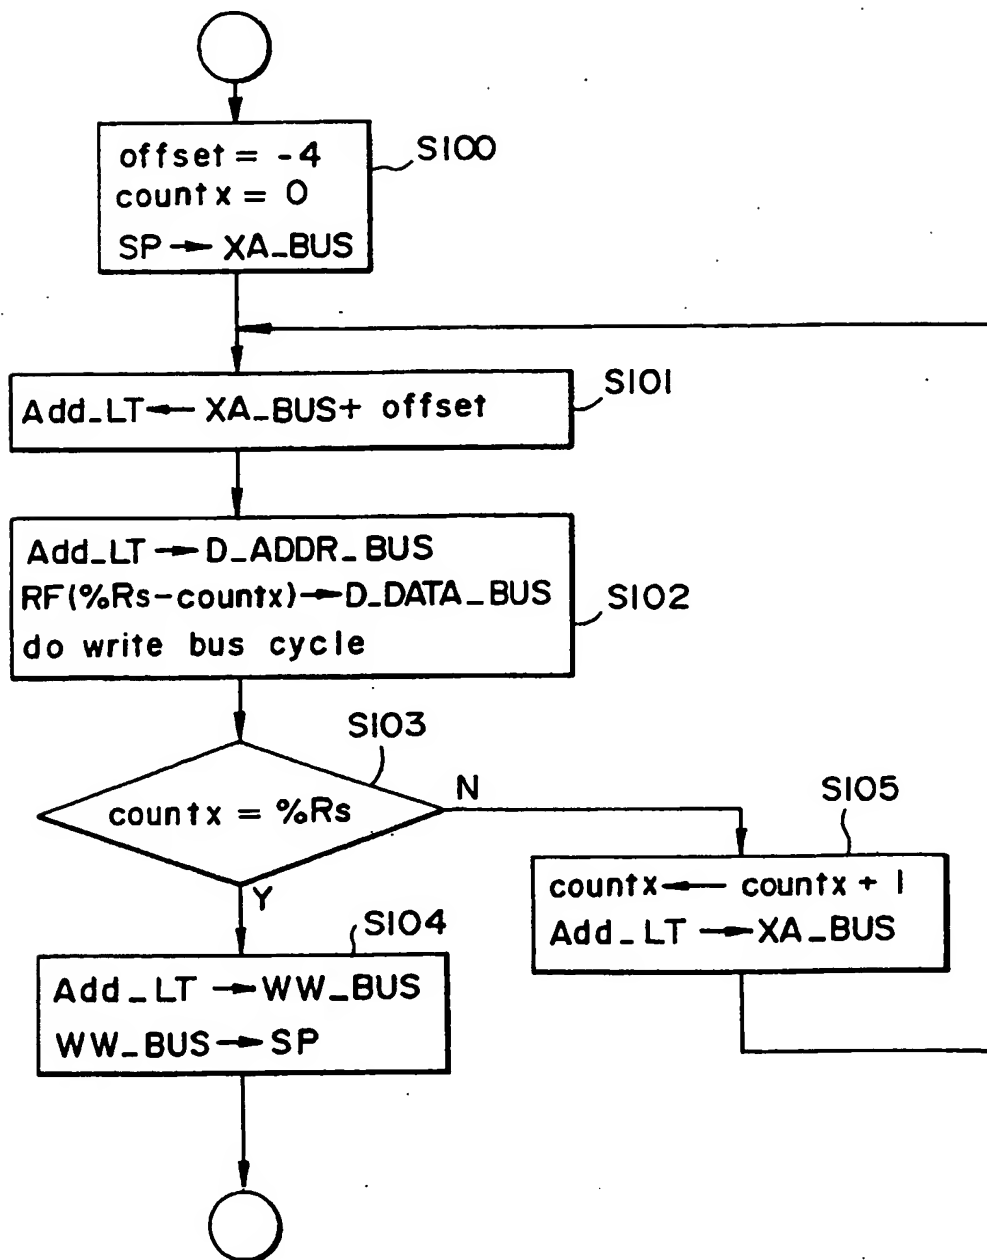 offset = -4
countx = 0
SP → XA_BUS
S100
Add_LT ← XA_BUS + offset
S101
Add_LT → D_ADDR_BUS
RF(%Rs-countx) → D_DATA_BUS
do write bus cycle
S102
S103
countx = %Rs
N
Y
S105
countx ← countx + 1
Add_LT → XA_BUS
S104
Add_LT → WW_BUS
WW_BUS → SP